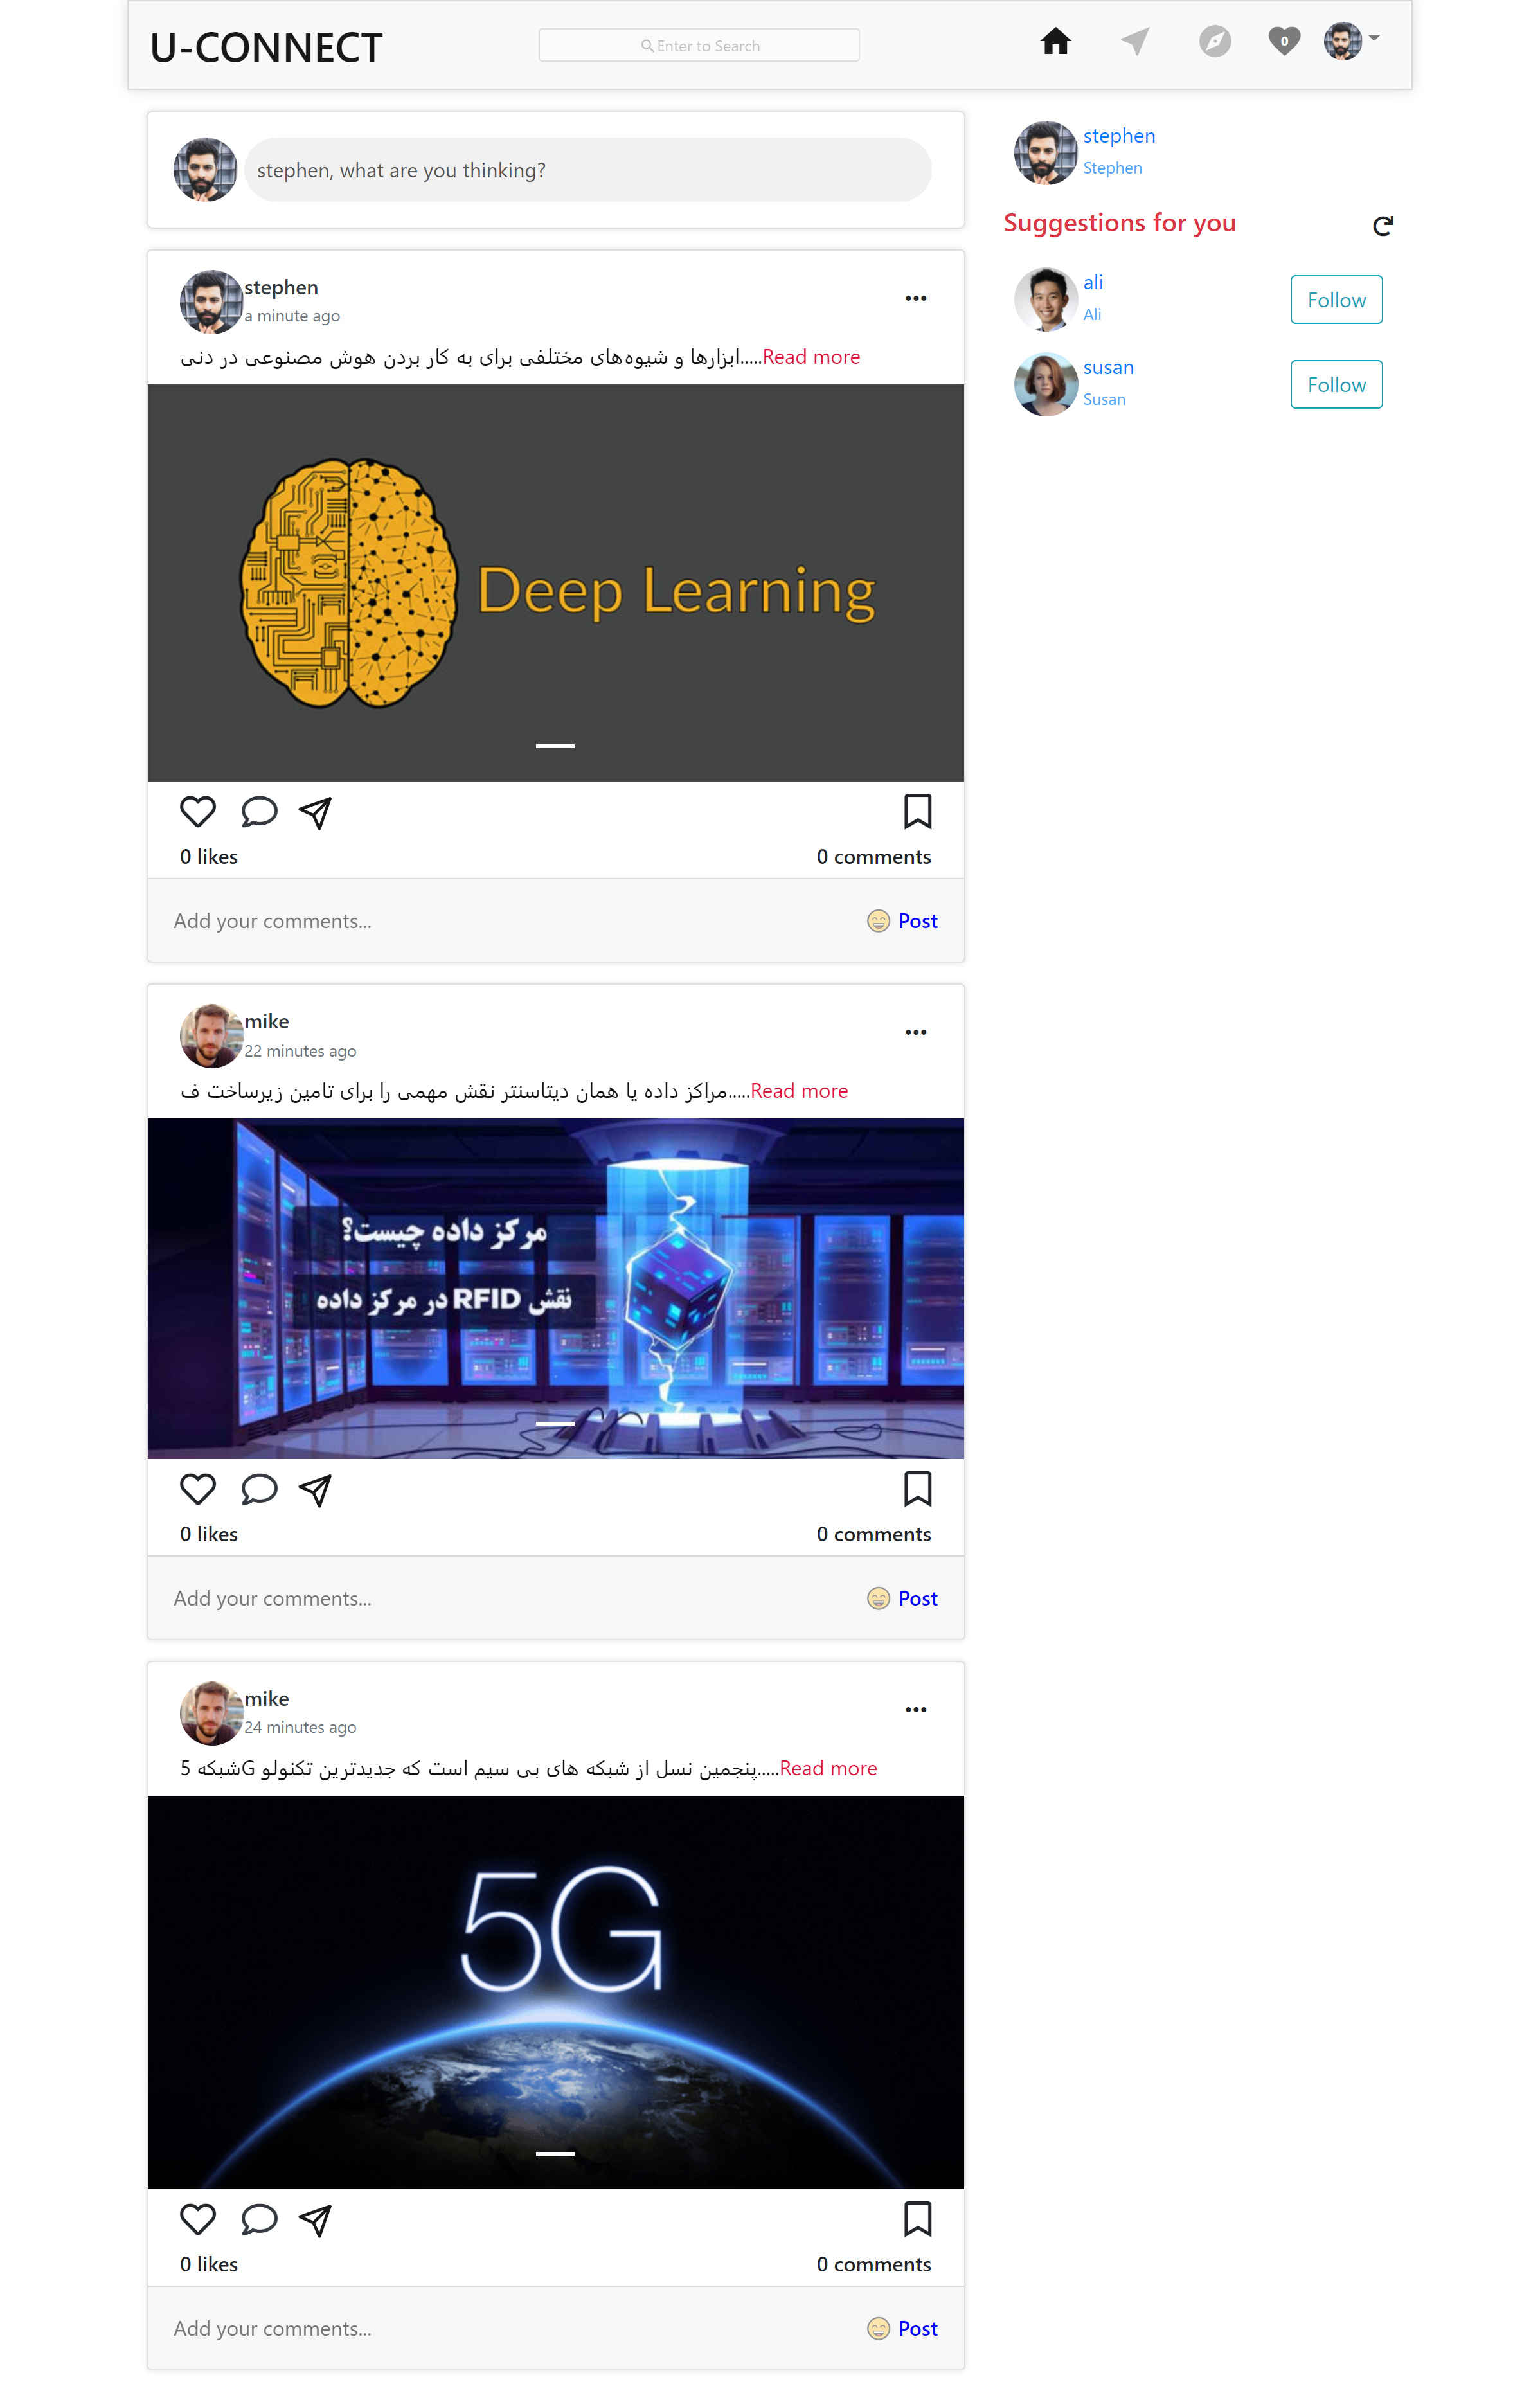 U-CONNECT
Enter to Search
0
stephen, what are you thinking?
stephen
Stephen
Suggestions for you
ali
Ali
Follow
susan
Susan
Follow
stephen
a minute ago
ابزارها و شیوه‌های مختلفی برای به کار بردن هوش مصنوعی در دنی.....Read more
Deep Learning
0 likes
0 comments
Add your comments...
Post
mike
22 minutes ago
مراکز داده یا همان دیتاسنتر نقش مهمی را برای تامین زیرساخت ف.....Read more
مرکز داده چیست؟
نقش RFID در مرکز داده
0 likes
0 comments
Add your comments...
Post
mike
24 minutes ago
شبکه 5G پنجمین نسل از شبکه های بی سیم است که جدیدترین تکنولو.....Read more
5G
0 likes
0 comments
Add your comments...
Post